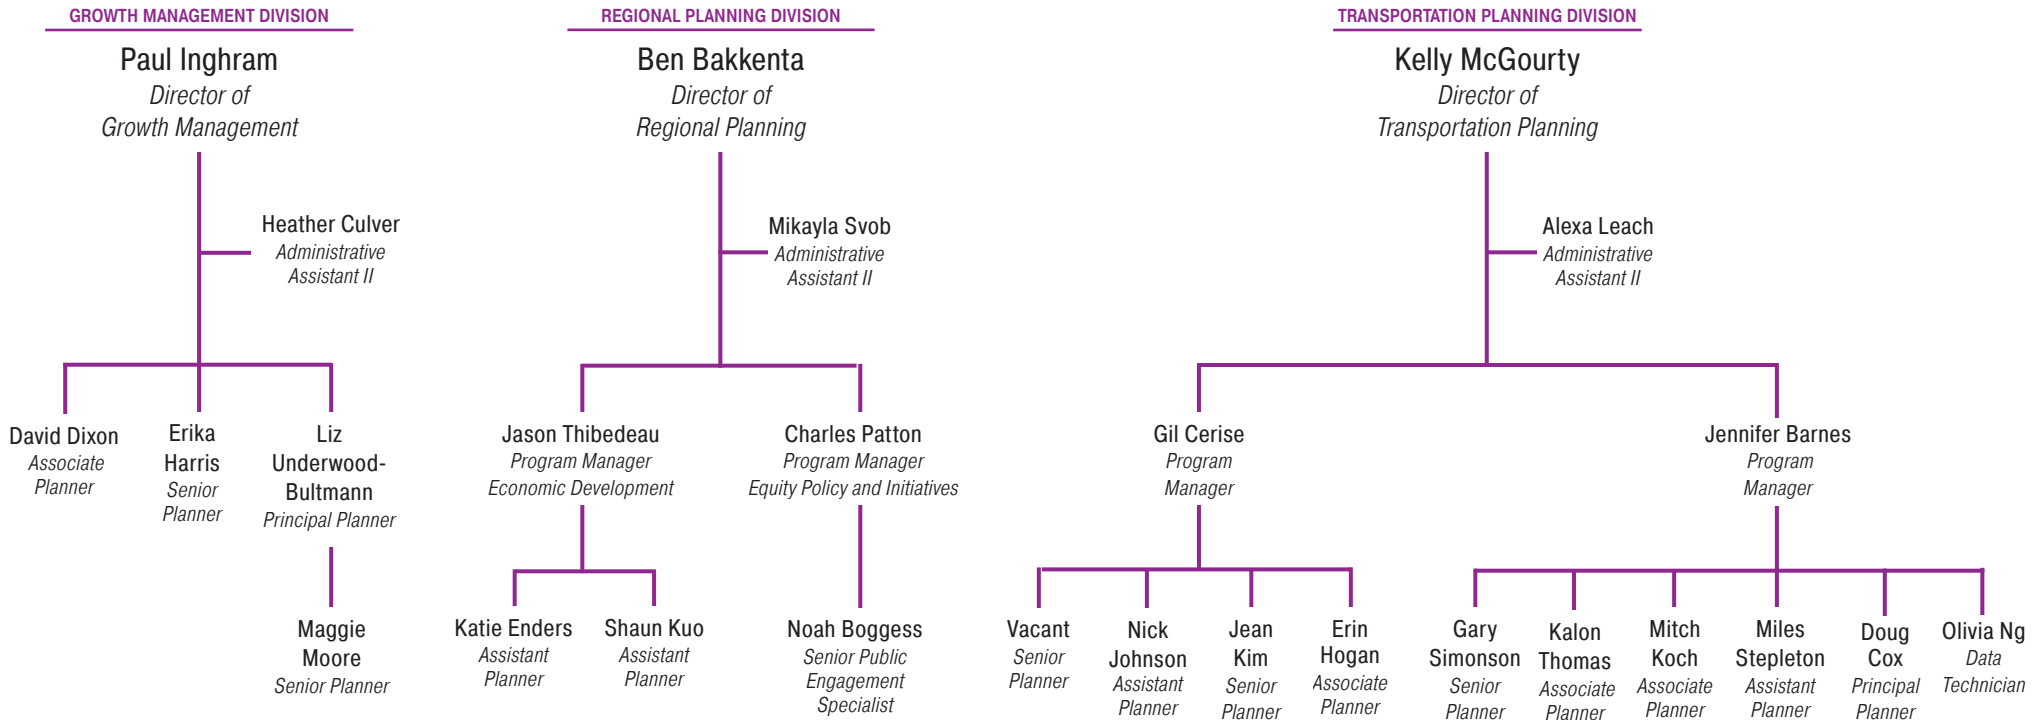 GROWTH MANAGEMENT DIVISION
Paul Inghram
Director of
Growth Management
Heather Culver
Administrative
Assistant II
David Dixon
Associate
Planner
Erika
Harris
Senior
Planner
Liz
Underwood-
Bultmann
Principal Planner
Maggie
Moore
Senior Planner
REGIONAL PLANNING DIVISION
Ben Bakkenta
Director of
Regional Planning
Mikayla Svob
Administrative
Assistant II
Jason Thibedeau
Program Manager
Economic Development
Katie Enders
Assistant
Planner
Shaun Kuo
Assistant
Planner
Charles Patton
Program Manager
Equity Policy and Initiatives
Noah Boggess
Senior Public
Engagement
Specialist
TRANSPORTATION PLANNING DIVISION
Kelly McGourty
Director of
Transportation Planning
Alexa Leach
Administrative
Assistant II
Gil Cerise
Program
Manager
Vacant
Senior
Planner
Nick
Johnson
Assistant
Planner
Jean
Kim
Senior
Planner
Erin
Hogan
Associate
Planner
Jennifer Barnes
Program
Manager
Gary
Simonson
Senior
Planner
Kalon
Thomas
Associate
Planner
Mitch
Koch
Associate
Planner
Miles
Stepleton
Assistant
Planner
Doug
Cox
Principal
Planner
Olivia Ng
Data
Technician